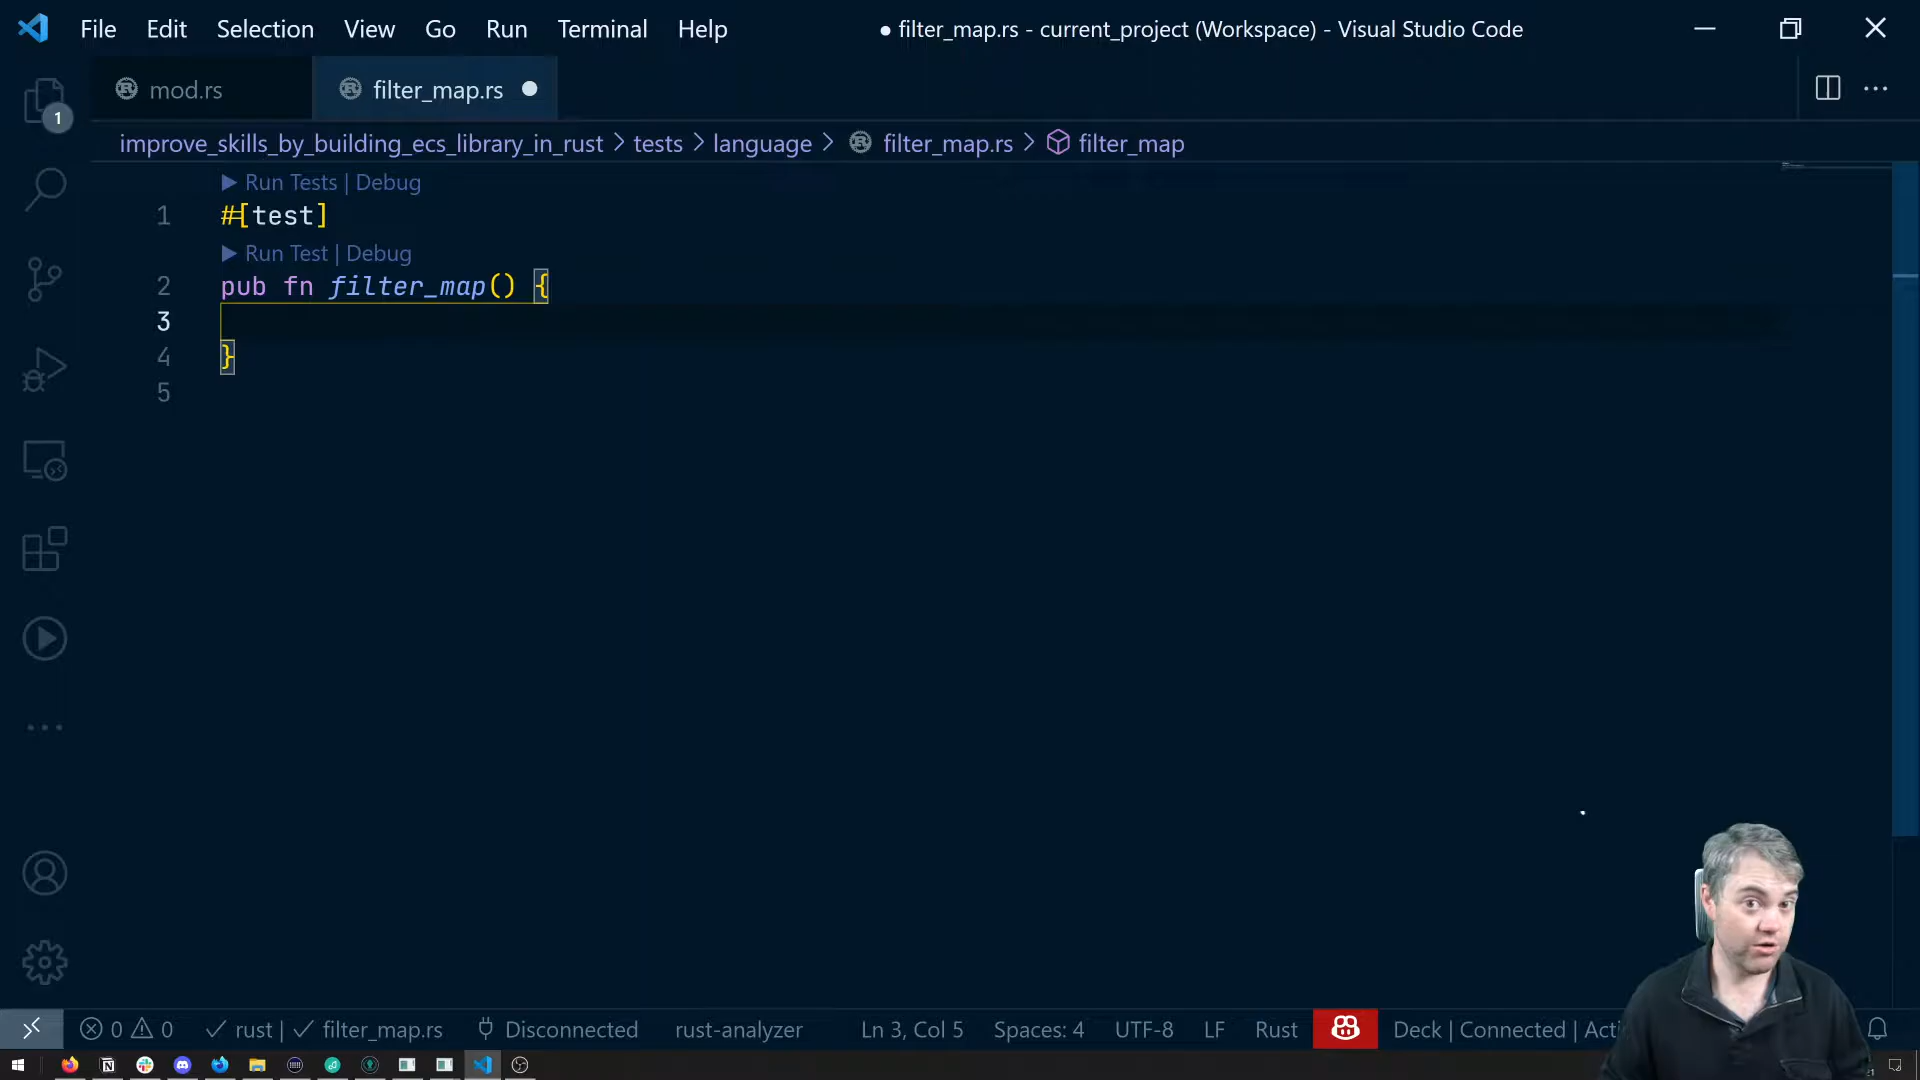 File Edit Selection View Go Run Terminal Help ● filter_map.rs - current_project (Workspace) - Visual Studio Code
mod.rs filter_map.rs
1
improve_skills_by_building_ecs_library_in_rust > tests > language > filter_map.rs > filter_map
Run Tests | Debug
1 #[test]
Run Test | Debug
2 pub fn filter_map() {
3
4 }
5
0 0 rust | filter_map.rs Disconnected rust-analyzer Ln 3, Col 5 Spaces: 4 UTF-8 LF Rust Deck | Connected |